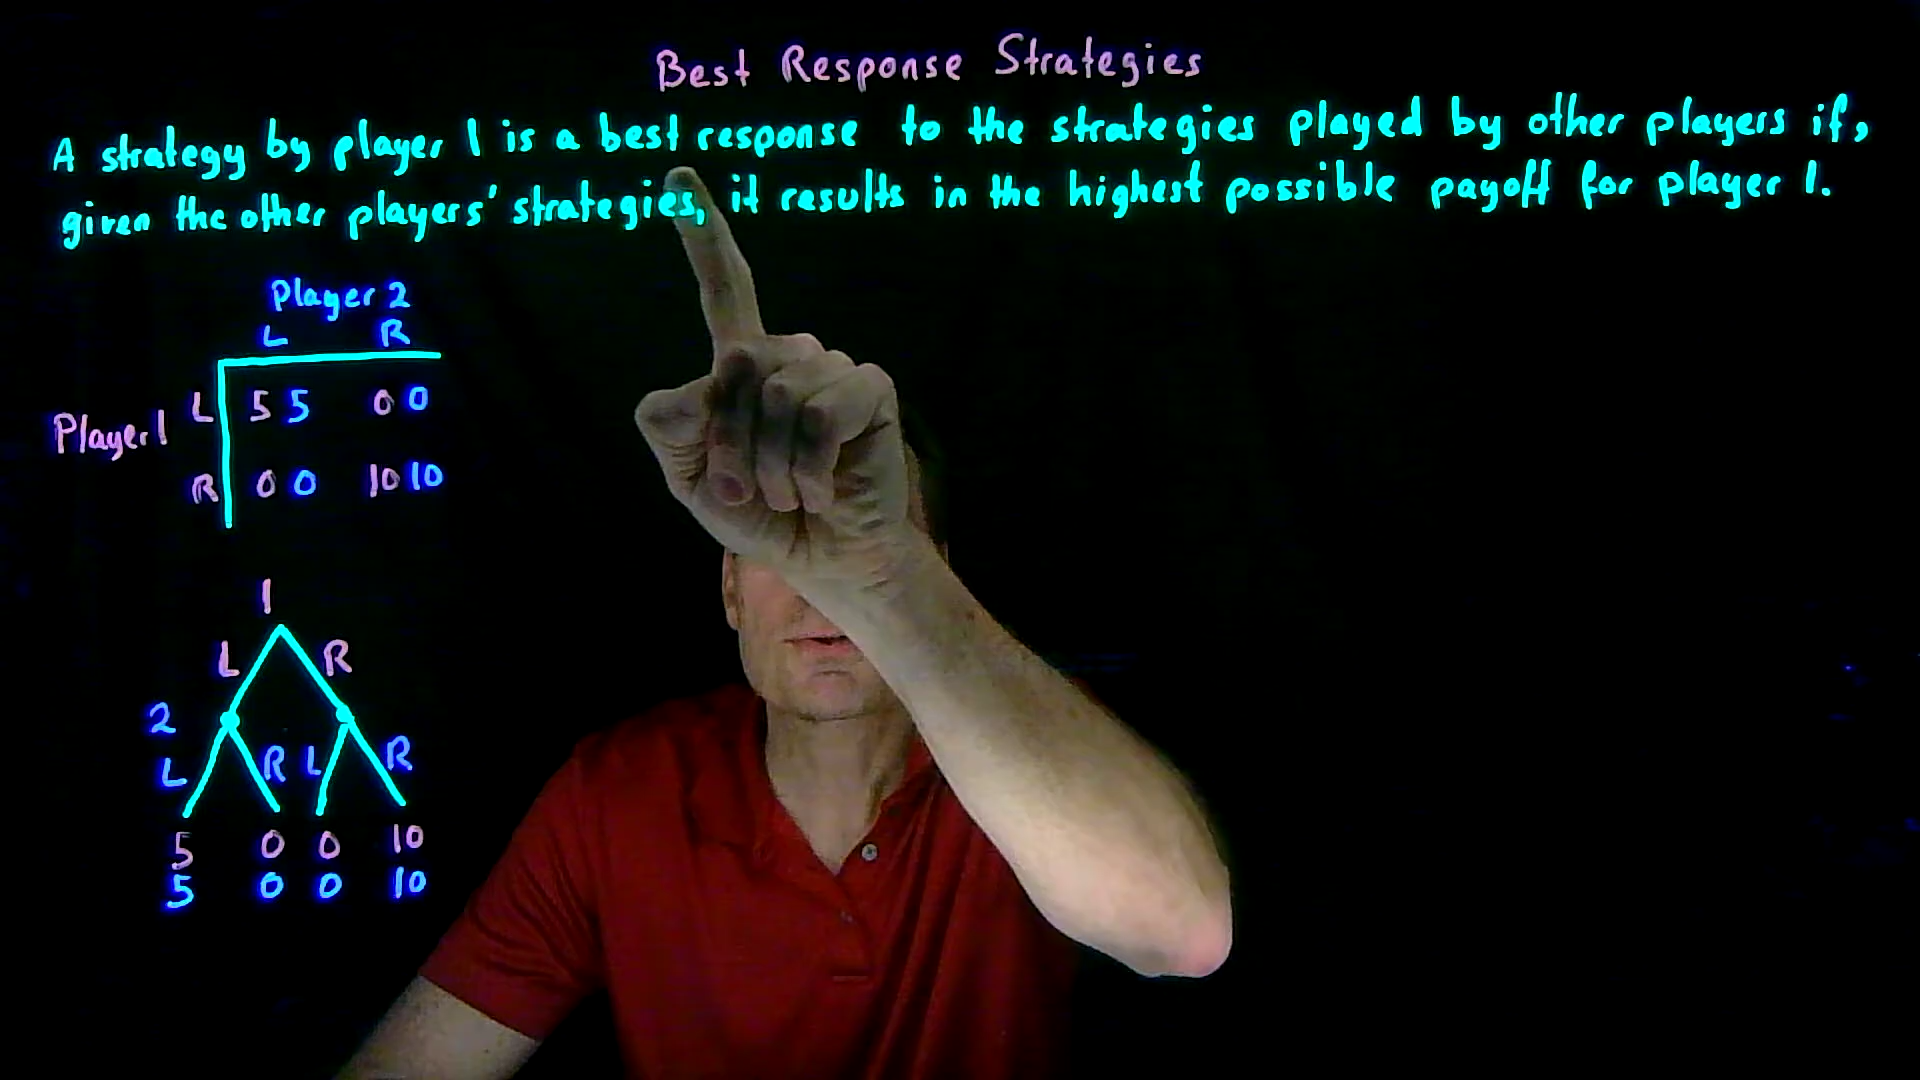 Best Response Strategies
A strategy by player 1 is a best response to the strategies played by other players if,
given the other players' strategies, it results in the highest possible payoff for player 1.
Player 2
L R
Player 1
L 5 5 0 0
R 0 0 10 10
1
L R
2
L R L R
5 0 0 10
5 0 0 10